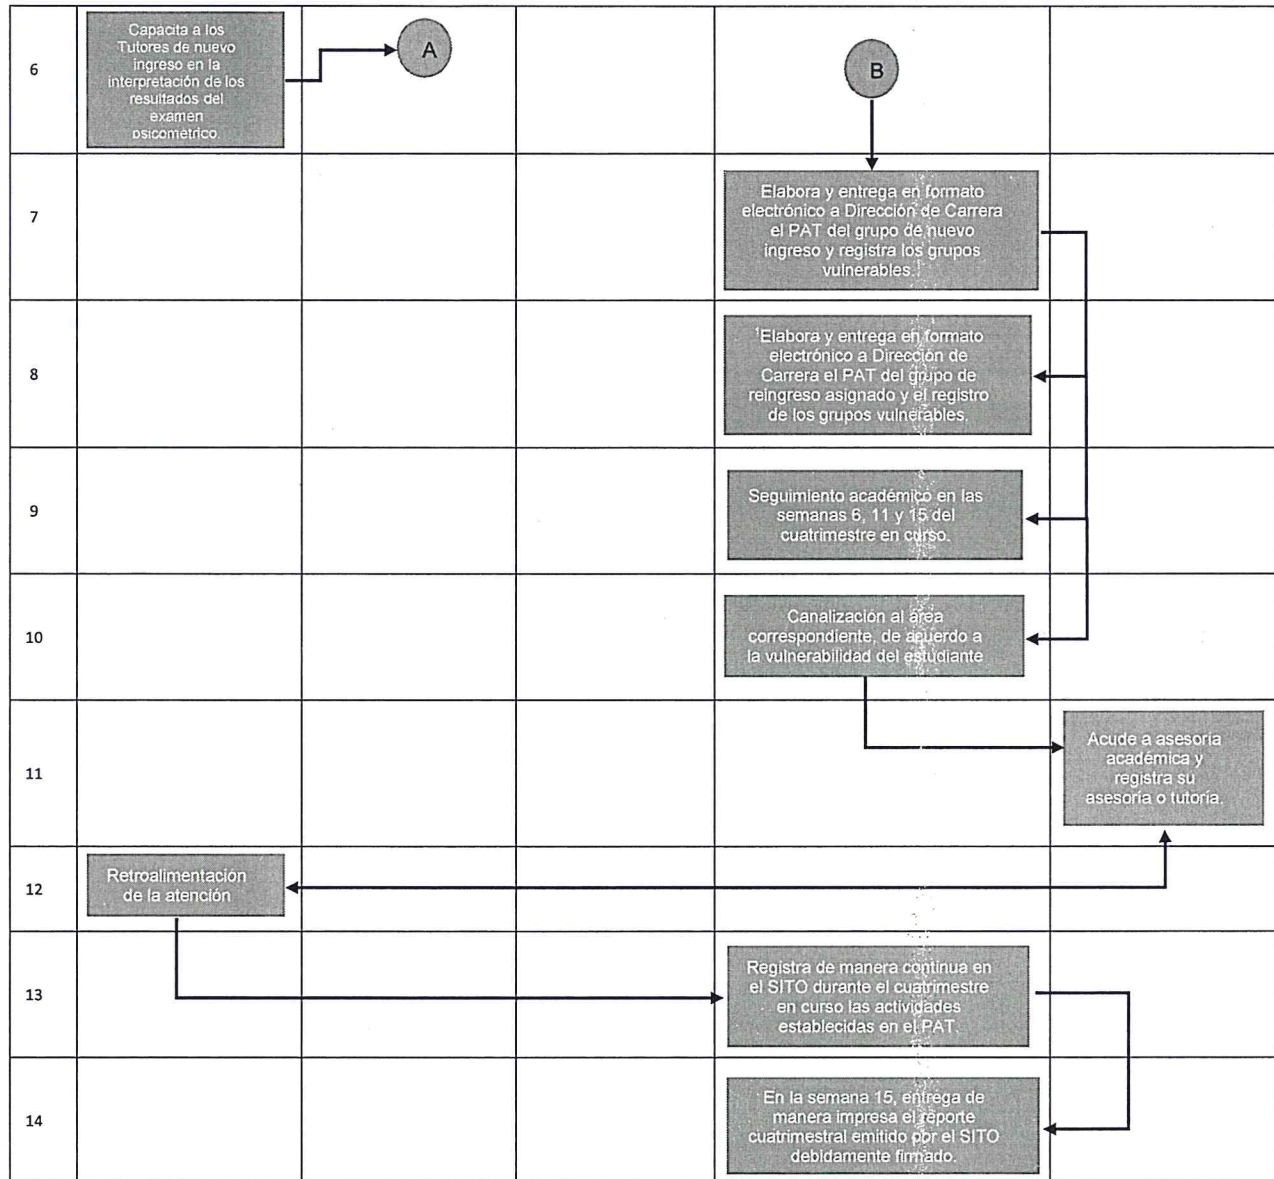 6
Capacita a los
Tutores de nuevo
ingreso en la
interpretación de los
resultados del
examen
psicométrico.
A
B
7
Elabora y entrega en formato
electrónico a Dirección de Carrera
el PAT del grupo de nuevo
ingreso y registra los grupos
vulnerables.
8
¹Elabora y entrega en formato
electrónico a Dirección de
Carrera el PAT del grupo de
reingreso asignado y el registro
de los grupos vulnerables.
9
Seguimiento académico en las
semanas 6, 11 y 15 del
cuatrimestre en curso.
10
Canalización al área
correspondiente, de acuerdo a
la vulnerabilidad del estudiante
11
Acude a asesoría
académica y
registra su
asesoría o tutoría.
12
Retroalimentación
de la atención
13
Registra de manera continua en
el SITO durante el cuatrimestre
en curso las actividades
establecidas en el PAT.
14
En la semana 15, entrega de
manera impresa el reporte
cuatrimestral emitido por el SITO
debidamente firmado.